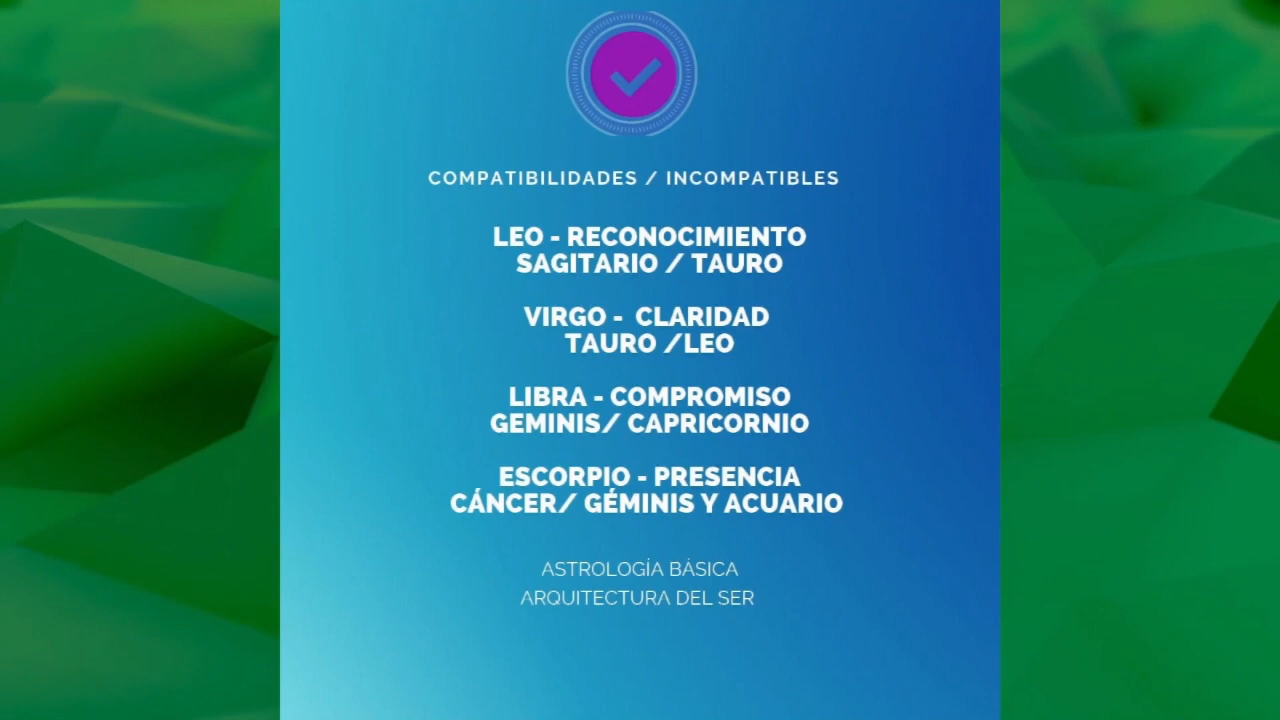 COMPATIBILIDADES / INCOMPATIBLES
LEO - RECONOCIMIENTO
SAGITARIO / TAURO
VIRGO - CLARIDAD
TAURO /LEO
LIBRA - COMPROMISO
GEMINIS/ CAPRICORNIO
ESCORPIO - PRESENCIA
CÁNCER/ GÉMINIS Y ACUARIO
ASTROLOGÍA BÁSICA
ARQUITECTURA DEL SER